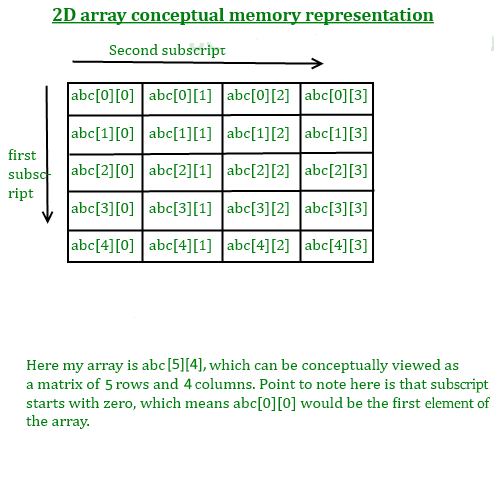 2D array conceptual memory representation
Second subscript
abc[0][0] abc[0][1] abc[0][2] abc[0][3]
abc[1][0] abc[1][1] abc[1][2] abc[1][3]
first
subsc-
ript
abc[2][0] abc[2][1] abc[2][2] abc[2][3]
abc[3][0] abc[3][1] abc[3][2] abc[3][3]
abc[4][0] abc[4][1] abc[4][2] abc[4][3]
Here my array is abc[5][4], which can be conceptually viewed as
a matrix of 5 rows and 4 columns. Point to note here is that subscript
starts with zero, which means abc[0][0] would be the first element of
the array.